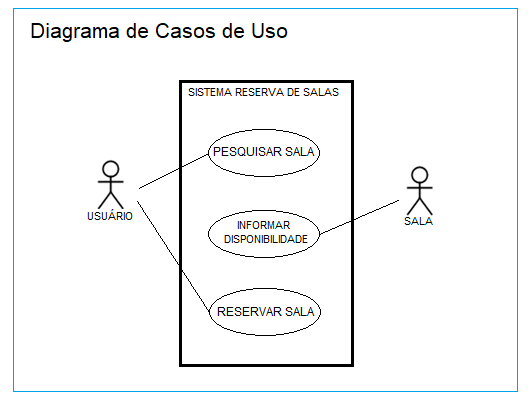 Diagrama de Casos de Uso
SISTEMA RESERVA DE SALAS
PESQUISAR SALA
USUÁRIO
INFORMAR
DISPONIBILIDADE
SALA
RESERVAR SALA